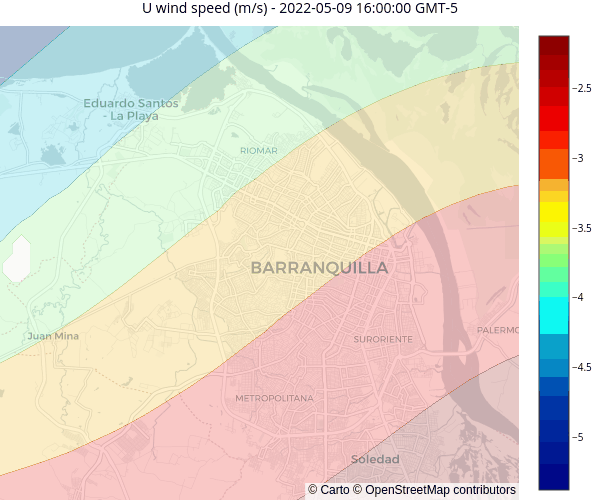 U wind speed (m/s) - 2022-05-09 16:00:00 GMT-5
Eduardo Santos
- La Playa
RIOMAR
BARRANQUILLA
Juan Mina
SURORIENTE
PALERMO
METROPOLITANA
Soledad
−2.5
−3
−3.5
−4
−4.5
−5
© Carto © OpenStreetMap contributors